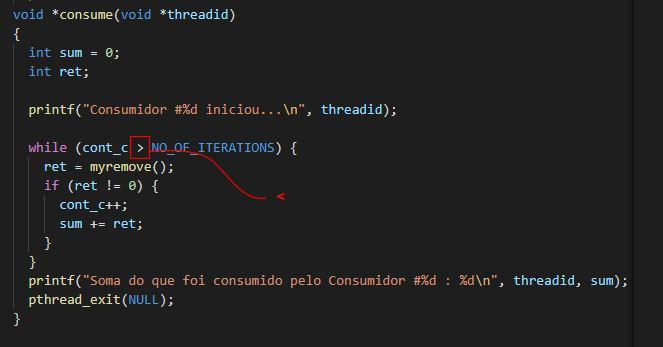 void *consume(void *threadid)
{
int sum = 0;
int ret;
printf("Consumidor #%d iniciou...\n", threadid);
while (cont_c > NO_OF_ITERATIONS) {
ret = myremove();
if (ret != 0) {
cont_c++;
sum += ret;
}
}
printf("Soma do que foi consumido pelo Consumidor #%d : %d\n", threadid, sum);
pthread_exit(NULL);
}
<